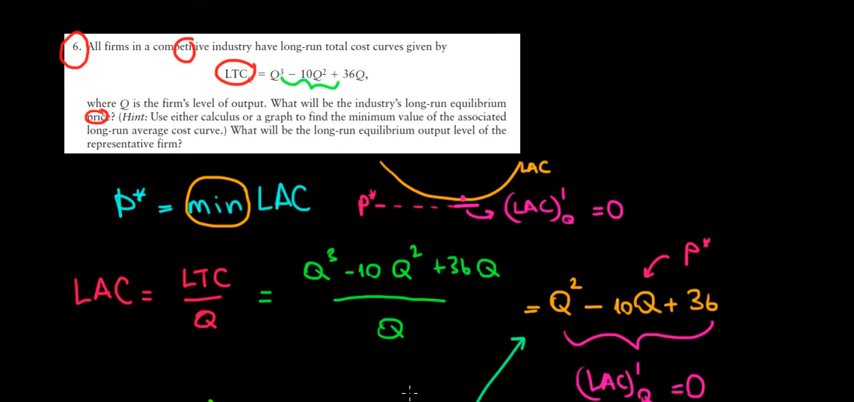 6. All firms in a competitive industry have long-run total cost curves given by
LTC = Q³ − 10Q² + 36Q,
where Q is the firm's level of output. What will be the industry's long-run equilibrium
price? (Hint: Use either calculus or a graph to find the minimum value of the associated
long-run average cost curve.) What will be the long-run equilibrium output level of the
representative firm?
LAC
P* = min LAC
P* (LAC)'Q = 0
P*
LAC = LTC/Q = Q³ - 10Q² + 36Q / Q = Q² - 10Q + 36
(LAC)'Q = 0